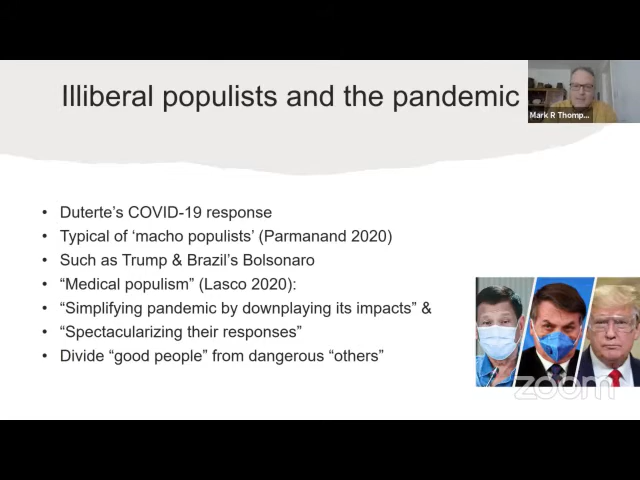 Illiberal populists and the pandemic
Mark R Thomp...
• Duterte’s COVID-19 response
• Typical of ‘macho populists’ (Parmanand 2020)
• Such as Trump & Brazil’s Bolsonaro
• “Medical populism” (Lasco 2020):
• “Simplifying pandemic by downplaying its impacts” &
• “Spectacularizing their responses”
• Divide “good people” from dangerous “others”
zoom